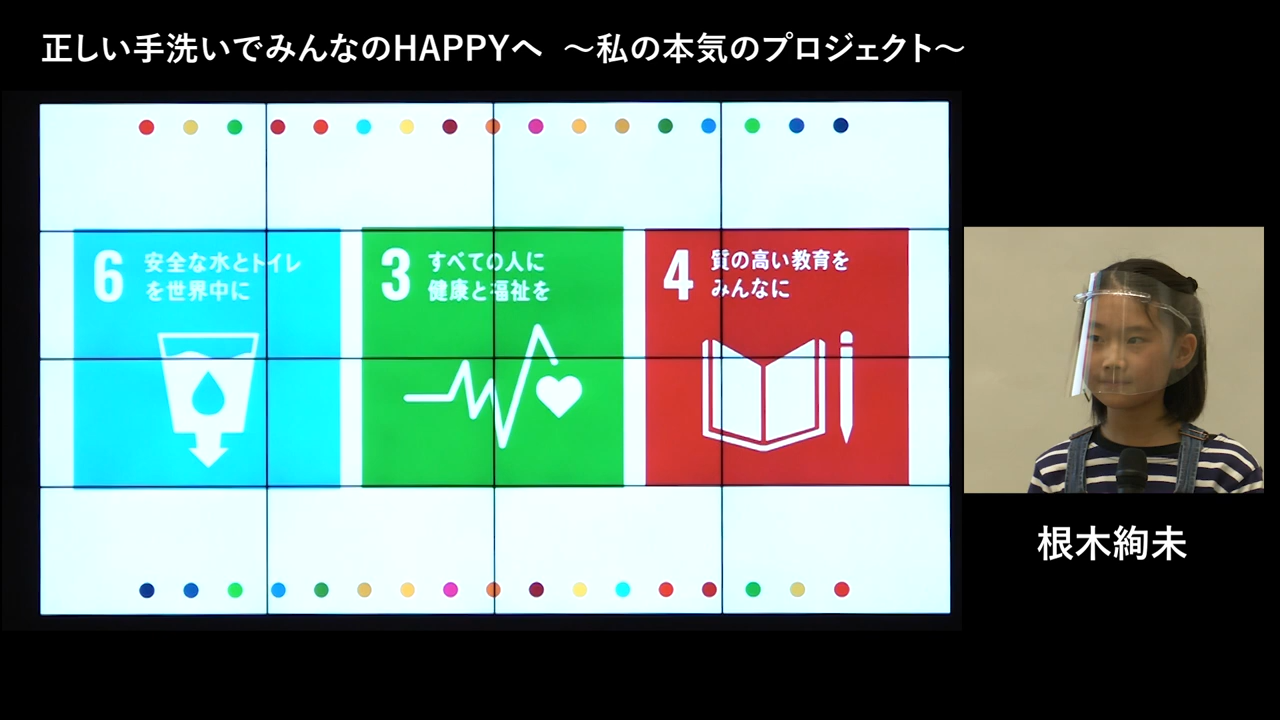 正しい手洗いでみんなのHAPPYへ ～私の本気のプロジェクト～
6 安全な水とトイレ
を世界中に
3 すべての人に
健康と福祉を
4 質の高い教育を
みんなに
根木絢未